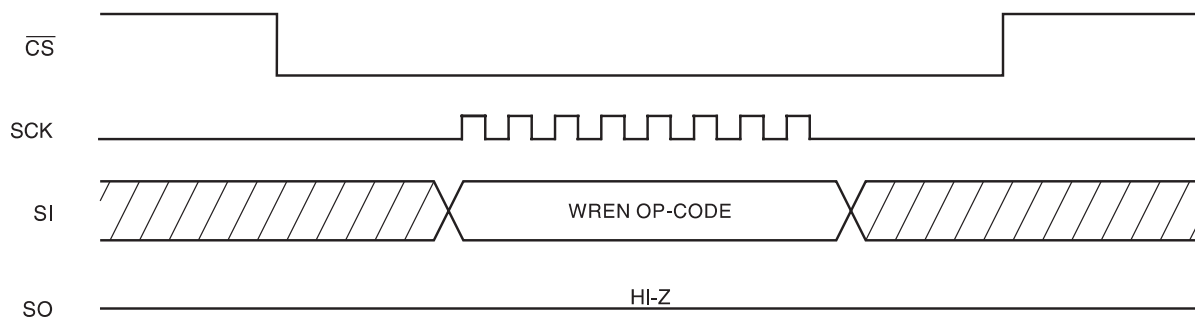 CS
SCK
SI
WREN OP-CODE
SO
HI-Z